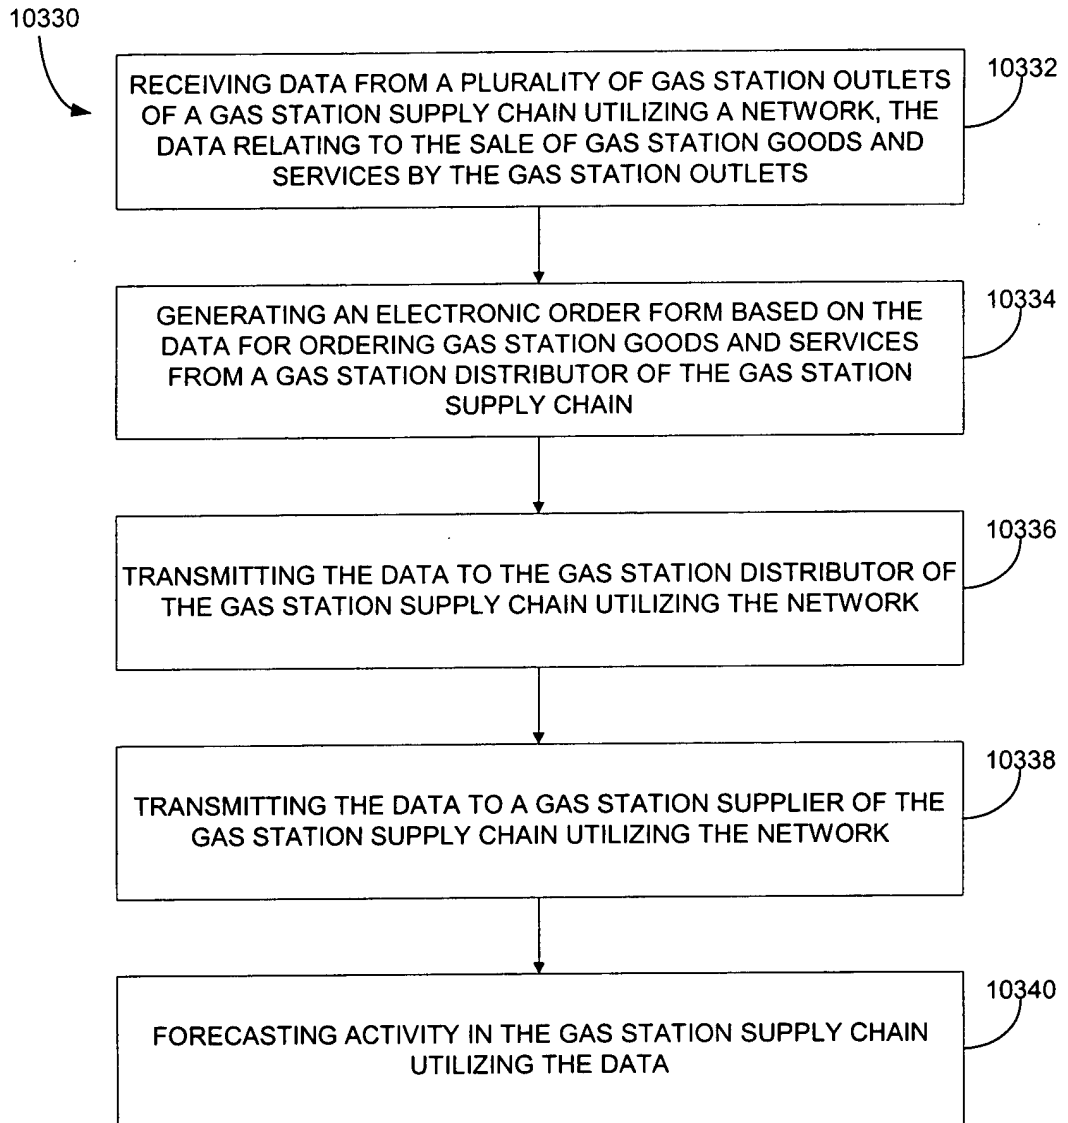 10330
RECEIVING DATA FROM A PLURALITY OF GAS STATION OUTLETS
OF A GAS STATION SUPPLY CHAIN UTILIZING A NETWORK, THE
DATA RELATING TO THE SALE OF GAS STATION GOODS AND
SERVICES BY THE GAS STATION OUTLETS
10332
GENERATING AN ELECTRONIC ORDER FORM BASED ON THE
DATA FOR ORDERING GAS STATION GOODS AND SERVICES
FROM A GAS STATION DISTRIBUTOR OF THE GAS STATION
SUPPLY CHAIN
10334
TRANSMITTING THE DATA TO THE GAS STATION DISTRIBUTOR OF
THE GAS STATION SUPPLY CHAIN UTILIZING THE NETWORK
10336
TRANSMITTING THE DATA TO A GAS STATION SUPPLIER OF THE
GAS STATION SUPPLY CHAIN UTILIZING THE NETWORK
10338
FORECASTING ACTIVITY IN THE GAS STATION SUPPLY CHAIN
UTILIZING THE DATA
10340